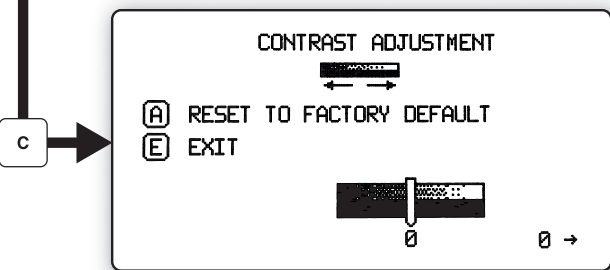 CONTRAST ADJUSTMENT
A RESET TO FACTORY DEFAULT
C
E EXIT
0
0 →